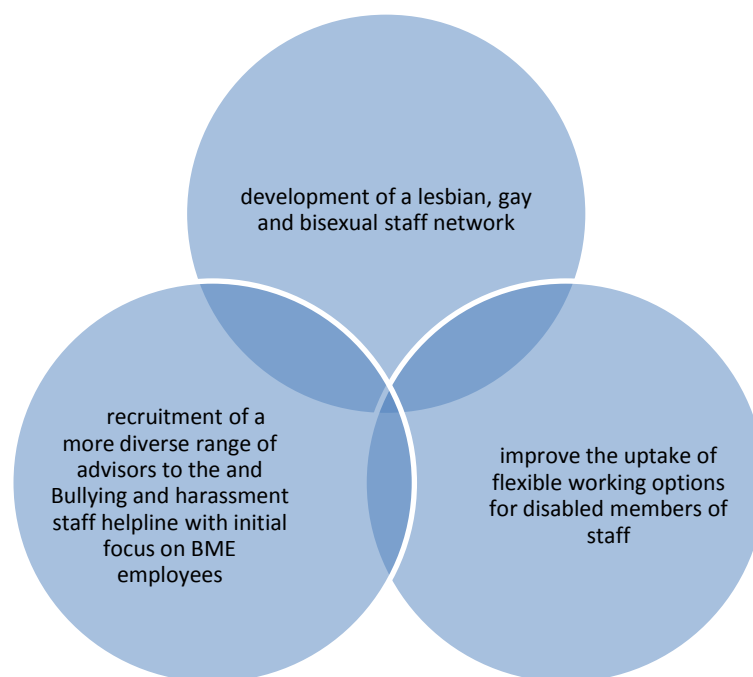 development of a lesbian, gay
and bisexual staff network
recruitment of a
more diverse range of
advisors to the and
Bullying and harassment
staff helpline with initial
focus on BME
employees
improve the uptake of
flexible working options
for disabled members of
staff